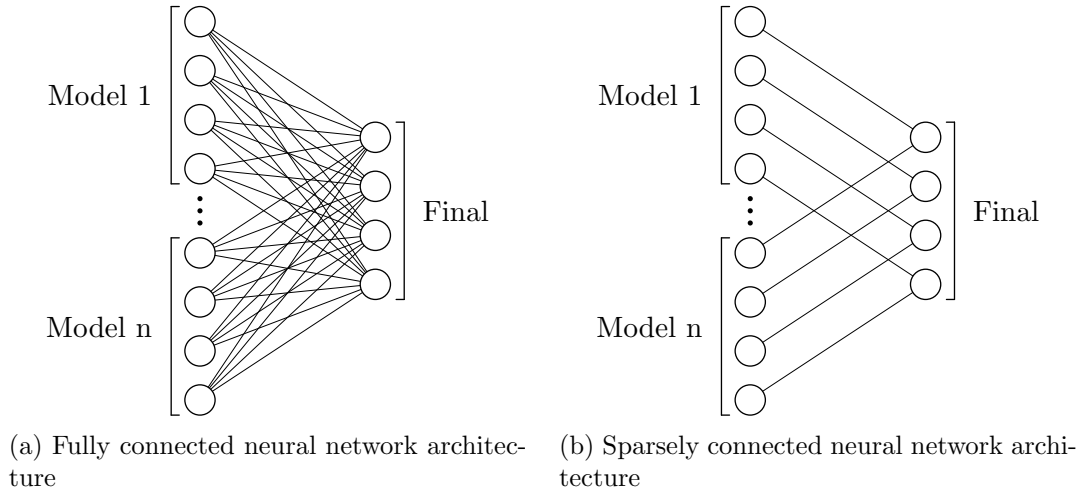 Model 1
Model n
Final
(a) Fully connected neural network architec-
ture
Model 1
Model n
Final
(b) Sparsely connected neural network archi-
tecture